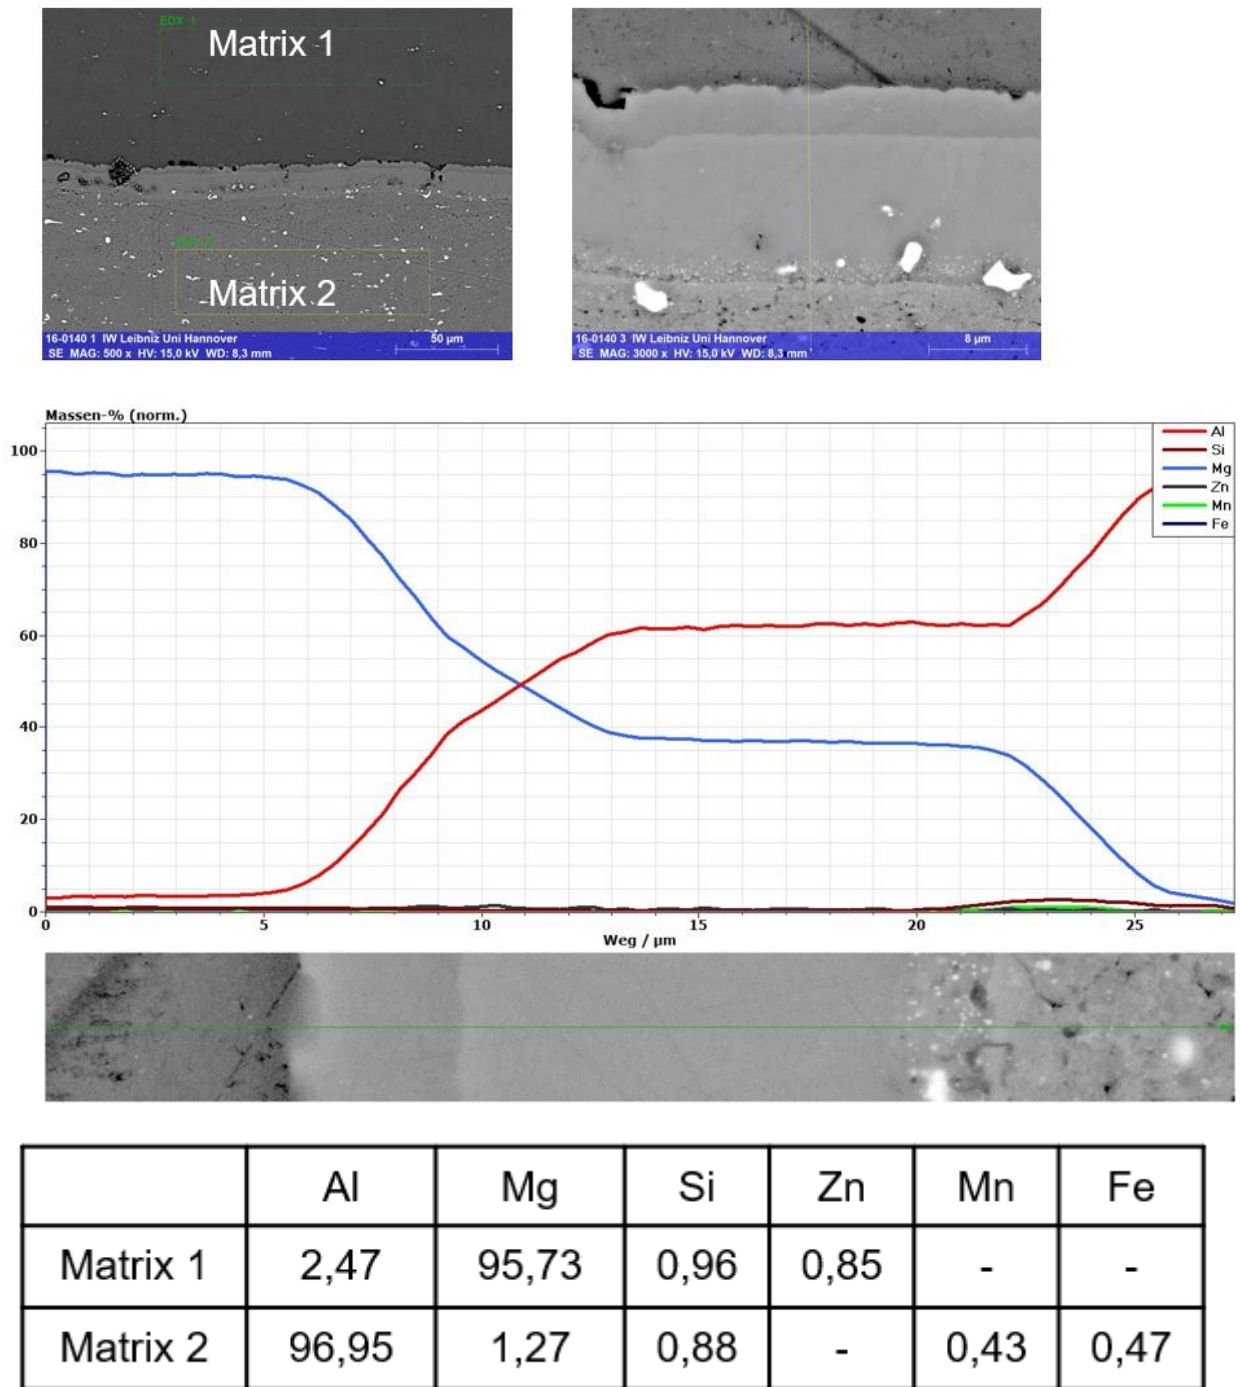 EDX 1
Matrix 1
Matrix 2
16-0140 1 IW Leibniz Uni Hannover
50 µm
SE MAG: 500 x HV: 15,0 kV WD: 8,3 mm
16-0140 3 IW Leibniz Uni Hannover
8 µm
SE MAG: 3000 x HV: 15,0 kV WD: 8,3 mm
Massen-% (norm.)
100
80
60
40
20
0
Al
Si
Mg
Zn
Mn
Fe
0 5 10 15 20 25
Weg / µm
Al Mg Si Zn Mn Fe
Matrix 1 2,47 95,73 0,96 0,85 - -
Matrix 2 96,95 1,27 0,88 - 0,43 0,47